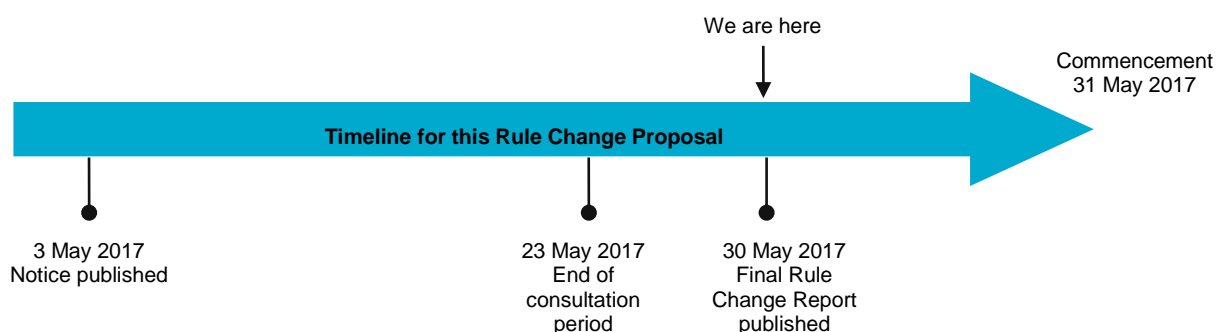 We are here
Commencement
31 May 2017
Timeline for this Rule Change Proposal
3 May 2017
Notice published
23 May 2017
End of
consultation
period
30 May 2017
Final Rule
Change Report
published